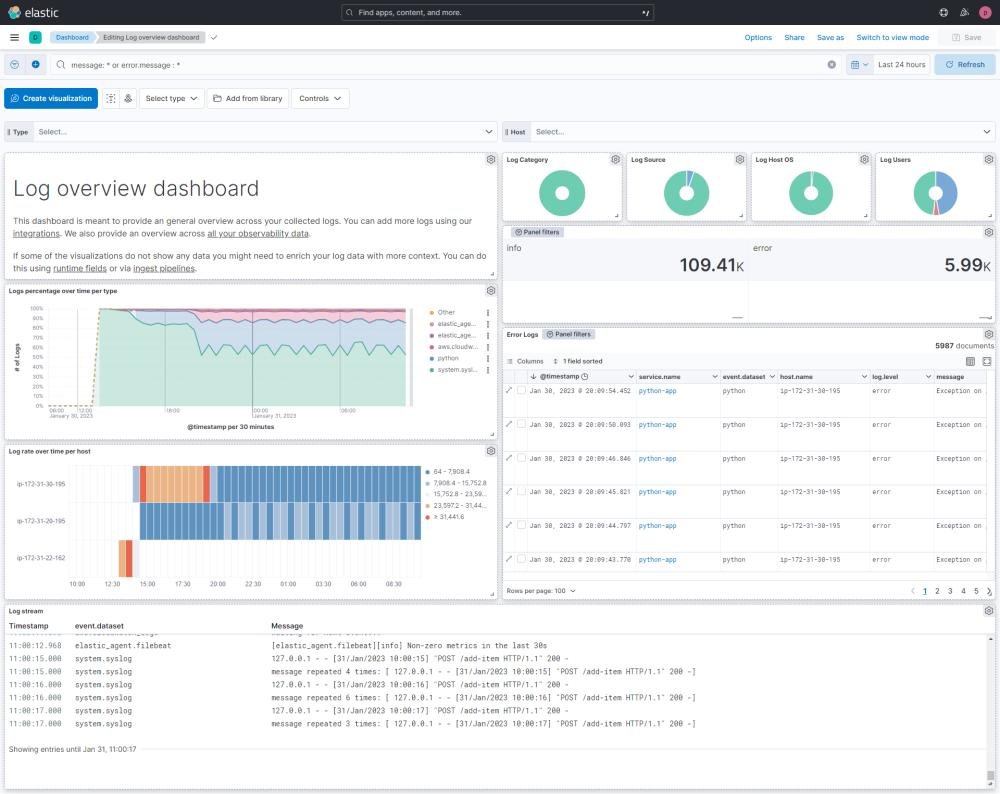 elastic
Find apps, content, and more.
D
D
Dashboard
Editing Log overview dashboard
Options
Share
Save as
Switch to view mode
Save
message: * or error.message : *
Last 24 hours
Refresh
Create visualization
Select type
Add from library
Controls
Type
Select...
Host
Select...
Log overview dashboard
This dashboard is meant to provide an general overview across your collected logs. You can add more logs using our
integrations. We also provide an overview across all your observability data.
If some of the visualizations do not show any data you might need to enrich your log data with more context. You can do
this using runtime fields or via ingest pipelines.
Log Category
Log Source
Log Host OS
Log Users
Panel filters
info
109.41K
error
5.99K
Logs percentage over time per type
# of Logs
100%
90%
80%
70%
60%
50%
40%
30%
20%
10%
0%
12:00
18:00
00:00
06:00
January 30, 2023
January 31, 2023
@timestamp per 30 minutes
Other
elastic_age...
elastic_age...
aws.cloudw...
python
system.sysl...
Error Logs
Panel filters
5987 documents
Columns
1 field sorted
@timestamp
service.name
event.dataset
host.name
log.level
message
Jan 30, 2023 @ 20:09:54.452 python-app python ip-172-31-30-195 error Exception on
Jan 30, 2023 @ 20:09:50.893 python-app python ip-172-31-30-195 error Exception on
Jan 30, 2023 @ 20:09:46.846 python-app python ip-172-31-30-195 error Exception on
Jan 30, 2023 @ 20:09:45.821 python-app python ip-172-31-30-195 error Exception on
Jan 30, 2023 @ 20:09:44.797 python-app python ip-172-31-30-195 error Exception on
Jan 30, 2023 @ 20:09:43.770 python-app python ip-172-31-30-195 error Exception on
Rows per page: 100
1 2 3 4 5
Log rate over time per host
ip-172-31-30-195
ip-172-31-20-195
ip-172-31-22-162
10:00 12:30 15:00 17:30 20:00 22:30 01:00 03:30 06:00 08:30
64 - 7,908.4
7,908.4 - 15,752.8
15,752.8 - 23,59...
23,597.2 - 31,44...
≥ 31,441.6
Log stream
Timestamp event.dataset Message
11:00:12.968 elastic_agent.filebeat [elastic_agent.filebeat][info] Non-zero metrics in the last 30s
11:00:15.000 system.syslog 127.0.0.1 - - [31/Jan/2023 10:00:15] "POST /add-item HTTP/1.1" 200 -
11:00:15.000 system.syslog message repeated 4 times: [ 127.0.0.1 - - [31/Jan/2023 10:00:15] "POST /add-item HTTP/1.1" 200 -]
11:00:16.000 system.syslog 127.0.0.1 - - [31/Jan/2023 10:00:16] "POST /add-item HTTP/1.1" 200 -
11:00:16.000 system.syslog message repeated 6 times: [ 127.0.0.1 - - [31/Jan/2023 10:00:16] "POST /add-item HTTP/1.1" 200 -]
11:00:17.000 system.syslog 127.0.0.1 - - [31/Jan/2023 10:00:17] "POST /add-item HTTP/1.1" 200 -
11:00:17.000 system.syslog message repeated 3 times: [ 127.0.0.1 - - [31/Jan/2023 10:00:17] "POST /add-item HTTP/1.1" 200 -]
Showing entries until Jan 31, 11:00:17